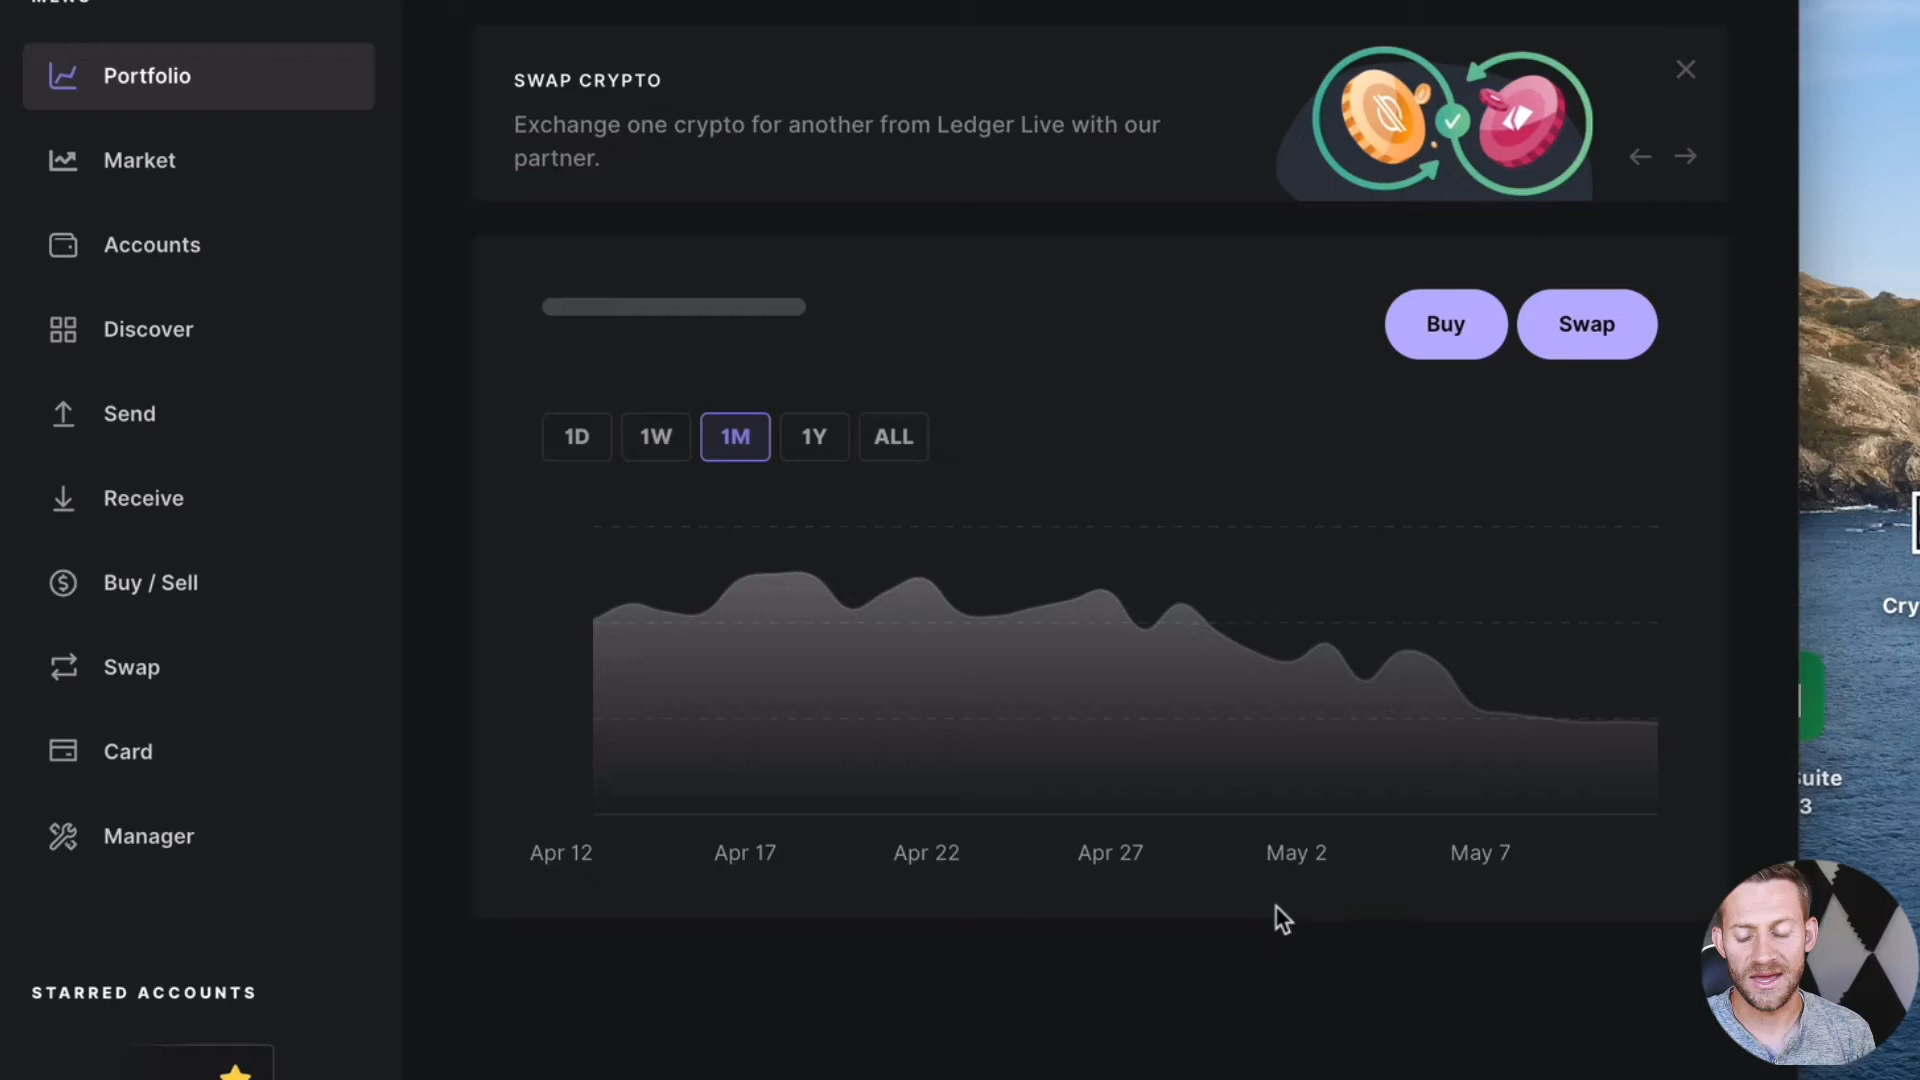 Portfolio
Market
Accounts
Discover
Send
Receive
Buy / Sell
Swap
Card
Manager
STARRED ACCOUNTS
SWAP CRYPTO
Exchange one crypto for another from Ledger Live with our
partner.
Buy
Swap
1D
1W
1M
1Y
ALL
Apr 12
Apr 17
Apr 22
Apr 27
May 2
May 7
Cry
uite
3